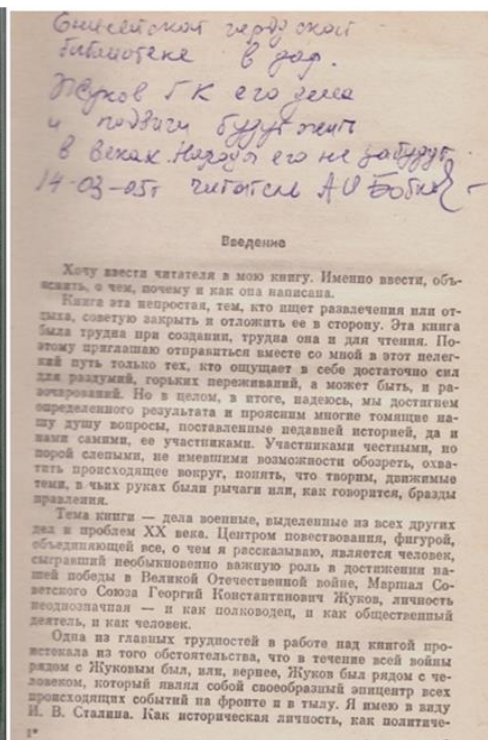 Енисейской городской
библиотеке в дар.
Жуков Г К его дела
и подвиги будут жить
в веках. Народы его не забудут.
14-03-05г читатель А И
Введение
Хочу ввести читателя в мою книгу. Именно ввести, объ-
яснить, о чем, почему и как она написана.
Книга эта непростая, тем, кто ищет развлечения или от-
дыха, советую закрыть и отложить ее в сторону. Эта книга
была трудна при создании, трудна она и для чтения. По-
этому приглашаю отправиться вместе со мной в этот нелег-
кий путь только тех, кто ощущает в себе достаточно сил
для раздумий, горьких переживаний, а может быть, и ра-
зочарований. Но в целом, в итоге, надеюсь, мы достигнем
определенного результата и проясним многие томящие на-
шу душу вопросы, поставленные недавней историей, да и
нами самими, ее участниками. Участниками честными, но
порой слепыми, не имевшими возможности обозреть, охва-
тить происходящее вокруг, понять, что творим, движимые
теми, в чьих руках были рычаги или, как говорится, бразды
правления.
Тема книги — дела военные, выделенные из всех других
дел и проблем XX века. Центром повествования, фигурой,
объединяющей все, о чем я рассказываю, является человек,
сыгравший необыкновенно важную роль в достижении на-
шей победы в Великой Отечественной войне, Маршал Со-
ветского Союза Георгий Константинович Жуков, личность
неоднозначная — и как полководец, и как общественный
деятель, и как человек.
Одна из главных трудностей в работе над книгой про-
истекала из того обстоятельства, что в течение всей войны
рядом с Жуковым был, или, вернее, Жуков был рядом с че-
ловеком, который являл собой своеобразный эпицентр всех
происходящих событий на фронте и в тылу. Я имею в виду
И. В. Сталина. Как историческая личность, как политиче-
1*